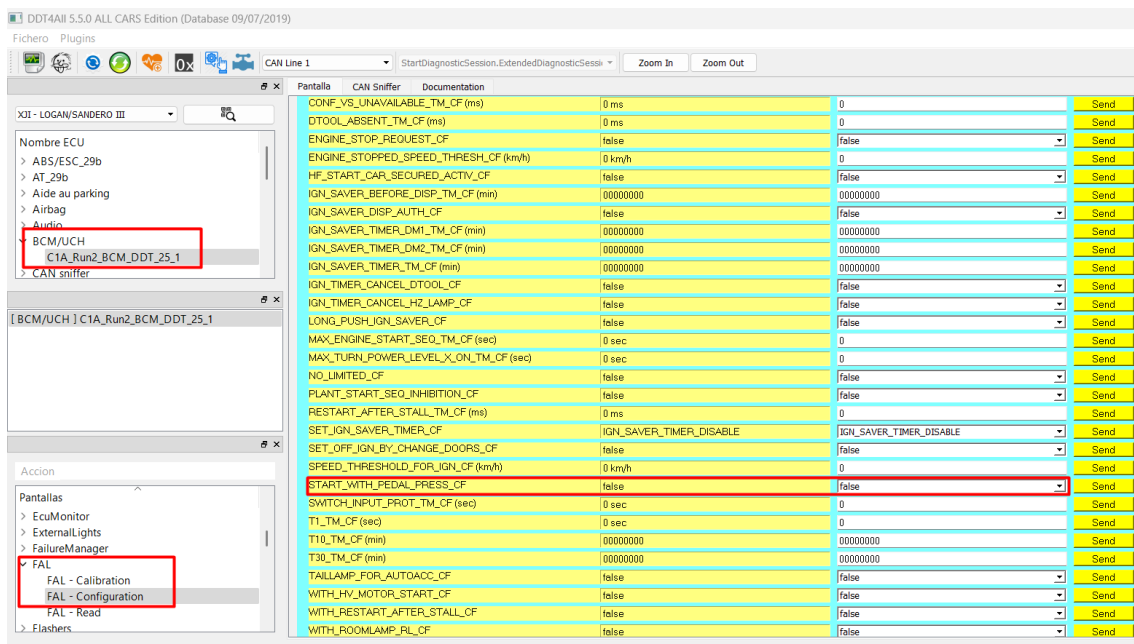 DDT4All 5.5.0 ALL CARS Edition (Database 09/07/2019)
Fichero Plugins
0x CAN Line 1 StartDiagnosticSession.ExtendedDiagnosticSessi Zoom In Zoom Out
Pantalla CAN Sniffer Documentation
XJI - LOGAN/SANDERO III
Nombre ECU
> ABS/ESC_29b
> AT_29b
> Aide au parking
> Airbag
> Audio
BCM/UCH
C1A_Run2_BCM_DDT_25_1
> CAN sniffer
[ BCM/UCH ] C1A_Run2_BCM_DDT_25_1
Accion
Pantallas
> EcuMonitor
> ExternalLights
> FailureManager
FAL
FAL - Calibration
FAL - Configuration
FAL - Read
> Flashers
CONF_VS_UNAVAILABLE_TM_CF (ms) 0 ms 0 Send
DTOOL_ABSENT_TM_CF (ms) 0 ms 0 Send
ENGINE_STOP_REQUEST_CF false false Send
ENGINE_STOPPED_SPEED_THRESH_CF (km/h) 0 km/h 0 Send
HF_START_CAR_SECURED_ACTIV_CF false false Send
IGN_SAVER_BEFORE_DISP_TM_CF (min) 00000000 00000000 Send
IGN_SAVER_DISP_AUTH_CF false false Send
IGN_SAVER_TIMER_DM1_TM_CF (min) 00000000 00000000 Send
IGN_SAVER_TIMER_DM2_TM_CF (min) 00000000 00000000 Send
IGN_SAVER_TIMER_TM_CF (min) 00000000 00000000 Send
IGN_TIMER_CANCEL_DTOOL_CF false false Send
IGN_TIMER_CANCEL_HZ_LAMP_CF false false Send
LONG_PUSH_IGN_SAVER_CF false false Send
MAX_ENGINE_START_SEQ_TM_CF (sec) 0 sec 0 Send
MAX_TURN_POWER_LEVEL_X_ON_TM_CF (sec) 0 sec 0 Send
NO_LIMITED_CF false false Send
PLANT_START_SEQ_INHIBITION_CF false false Send
RESTART_AFTER_STALL_TM_CF (ms) 0 ms 0 Send
SET_IGN_SAVER_TIMER_CF IGN_SAVER_TIMER_DISABLE IGN_SAVER_TIMER_DISABLE Send
SET_OFF_IGN_BY_CHANGE_DOORS_CF false false Send
SPEED_THRESHOLD_FOR_IGN_CF (km/h) 0 km/h 0 Send
START_WITH_PEDAL_PRESS_CF false false Send
SWITCH_INPUT_PROT_TM_CF (sec) 0 sec 0 Send
T1_TM_CF (sec) 0 sec 0 Send
T10_TM_CF (min) 00000000 00000000 Send
T30_TM_CF (min) 00000000 00000000 Send
TAILLAMP_FOR_AUTOACC_CF false false Send
WITH_HV_MOTOR_START_CF false false Send
WITH_RESTART_AFTER_STALL_CF false false Send
WITH_ROOMLAMP_RL_CF false false Send